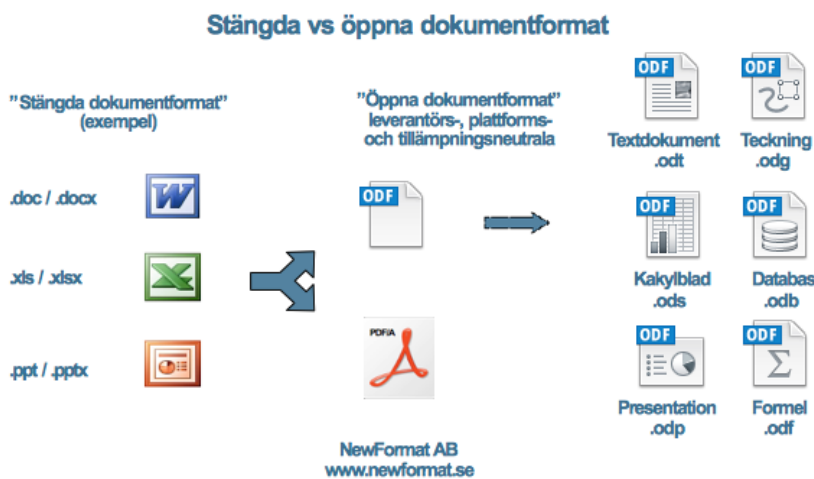 Stängda vs öppna dokumentformat
"Stängda dokumentformat"
(exempel)
.doc / .docx
W
.xls / .xlsx
X
.ppt / .pptx
"Öppna dokumentformat"
leverantörs-, plattforms-
och tillämpningsneutrala
ODF
PDF/A
NewFormat AB
www.newformat.se
ODF
Textdokument
.odt
ODF
Teckning
.odg
ODF
Kakylblad
.ods
ODF
Databas
.odb
ODF
Presentation
.odp
ODF
Σ
Formel
.odf